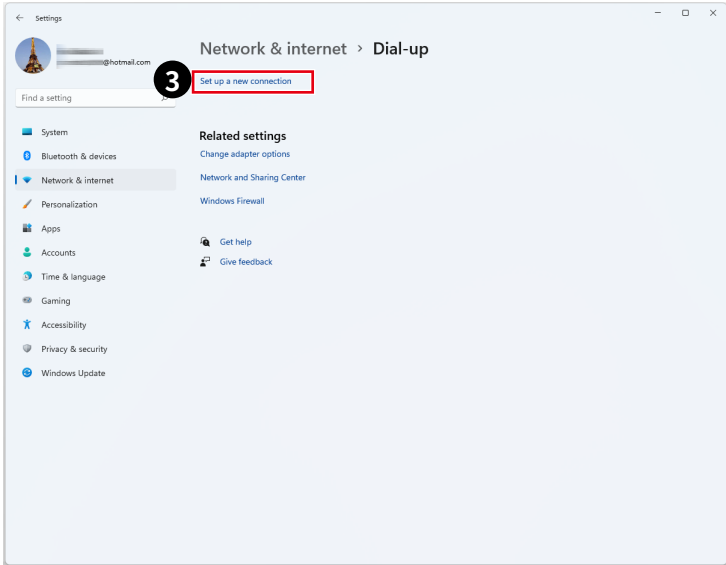 Settings
@hotmail.com
Find a setting
System
Bluetooth & devices
Network & internet
Personalization
Apps
Accounts
Time & language
Gaming
Accessibility
Privacy & security
Windows Update
Network & internet > Dial-up
3
Set up a new connection
Related settings
Change adapter options
Network and Sharing Center
Windows Firewall
Get help
Give feedback